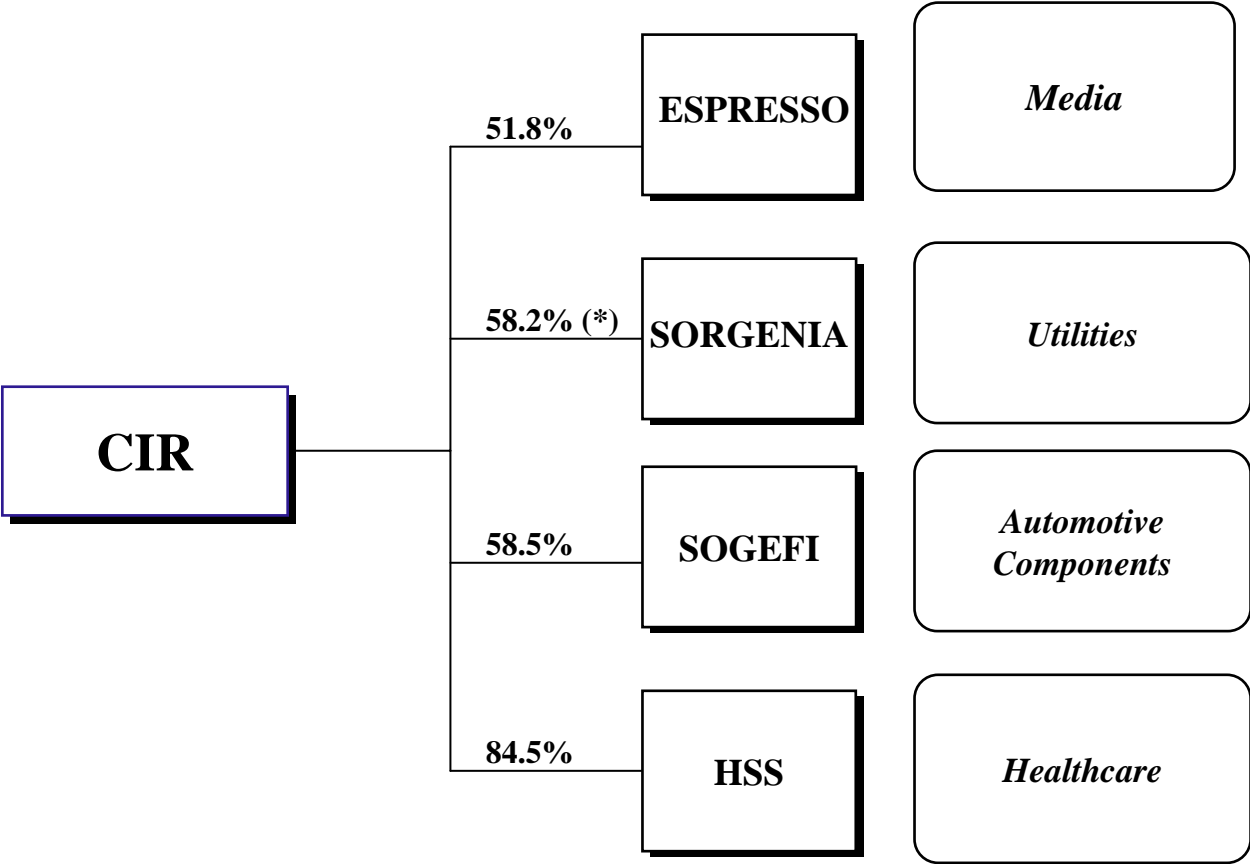 51.8%
ESPRESSO
Media
58.2% (*)
SORGENIA
Utilities
CIR
58.5%
SOGEFI
Automotive
Components
84.5%
HSS
Healthcare